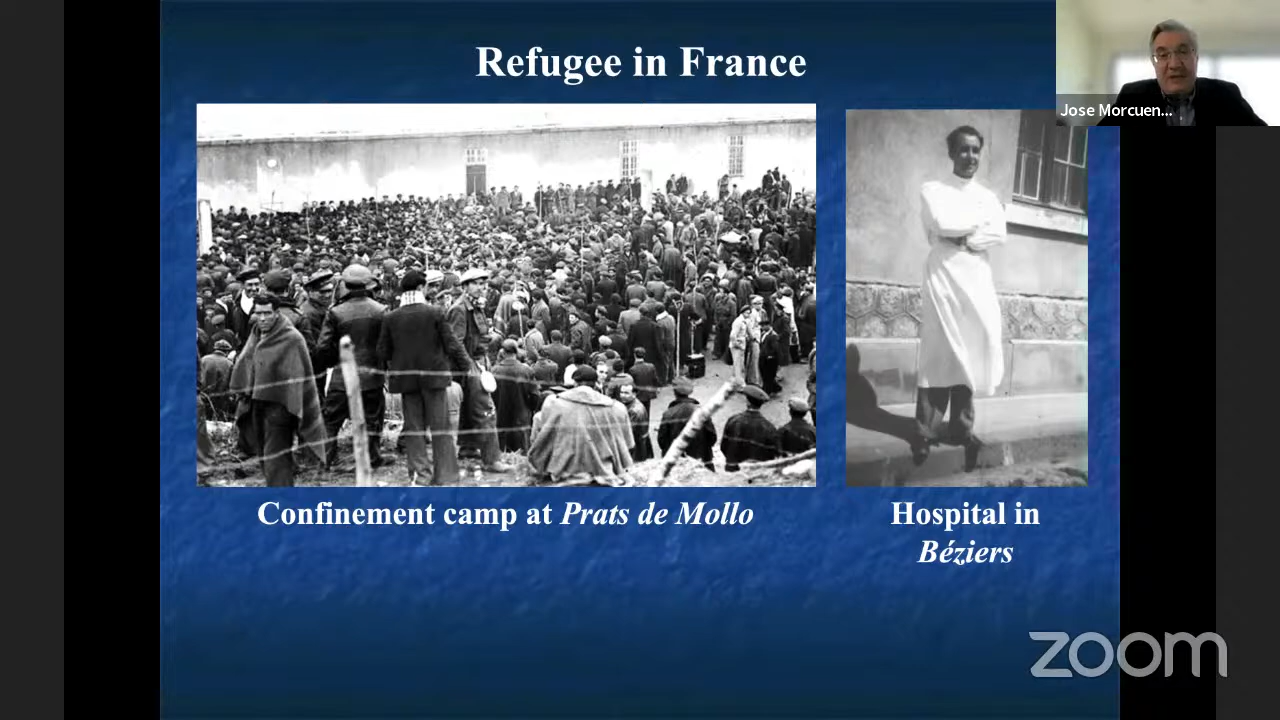 Refugee in France
Jose Morcuen...
Confinement camp at Prats de Mollo
Hospital in
Béziers
zoom